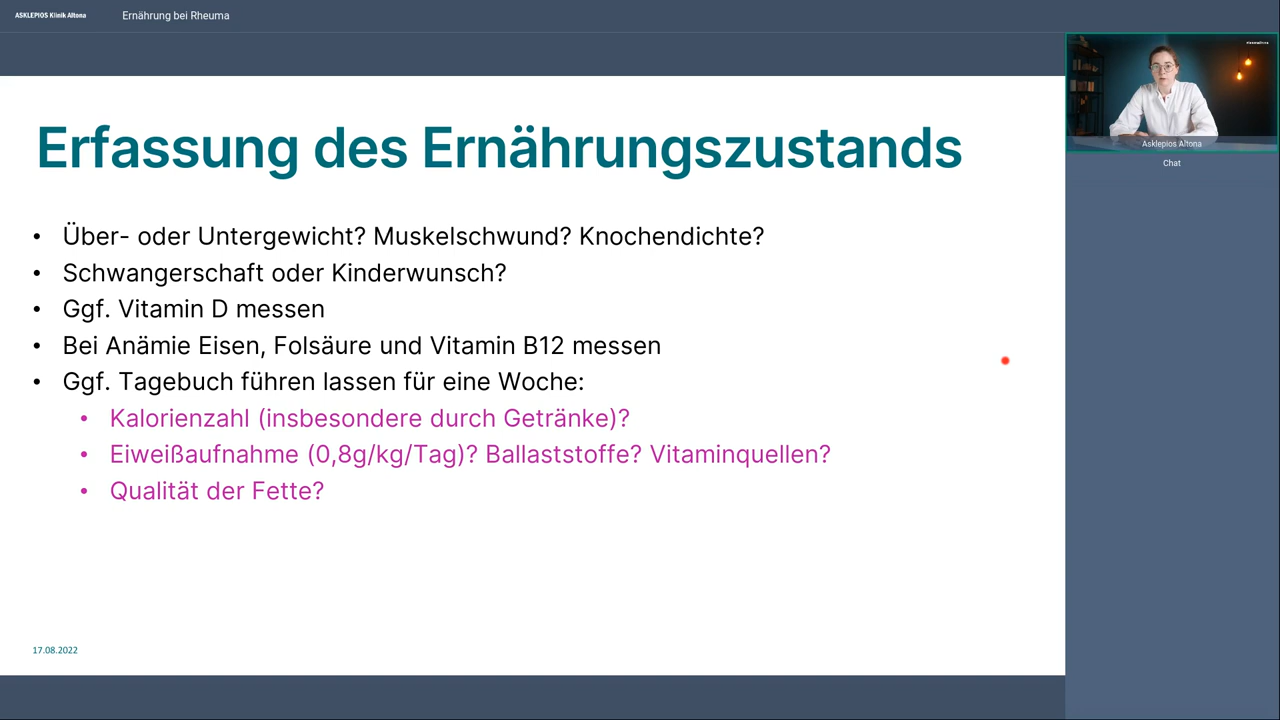 ASKLEPIOS Klinik Altona
Ernährung bei Rheuma
Erfassung des Ernährungszustands
• Über- oder Untergewicht? Muskelschwund? Knochendichte?
• Schwangerschaft oder Kinderwunsch?
• Ggf. Vitamin D messen
• Bei Anämie Eisen, Folsäure und Vitamin B12 messen
• Ggf. Tagebuch führen lassen für eine Woche:
• Kalorienzahl (insbesondere durch Getränke)?
• Eiweißaufnahme (0,8g/kg/Tag)? Ballaststoffe? Vitaminquellen?
• Qualität der Fette?
17.08.2022
Asklepios Altona
Chat